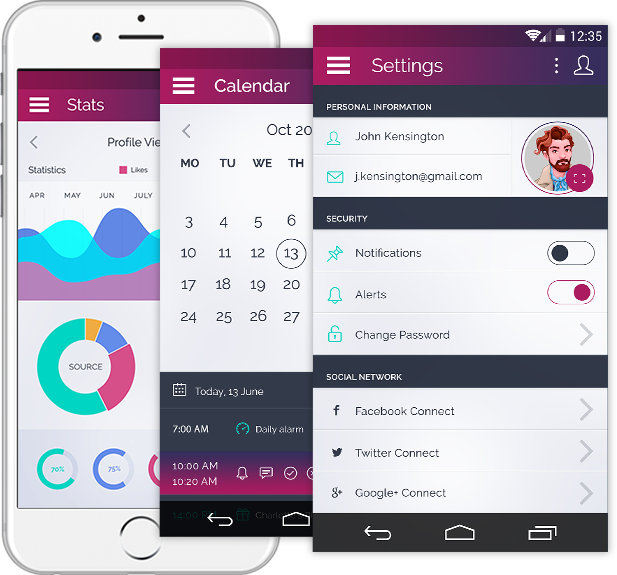 Stats
Profile Vie
Statistics
Likes
APR MAY JUN JULY
SOURCE
70%
75%
Calendar
Oct 20
MO TU WE TH
3 4 5 6
10 11 12 13
17 18 19 20
24 25 26 27
Today, 13 June
7:00 AM Daily alarm
10:00 AM
10:20 AM
14:00 PM
12:35
Settings
PERSONAL INFORMATION
John Kensington
j.kensington@gmail.com
SECURITY
Notifications
Alerts
Change Password
SOCIAL NETWORK
f Facebook Connect
Twitter Connect
g+ Google+ Connect